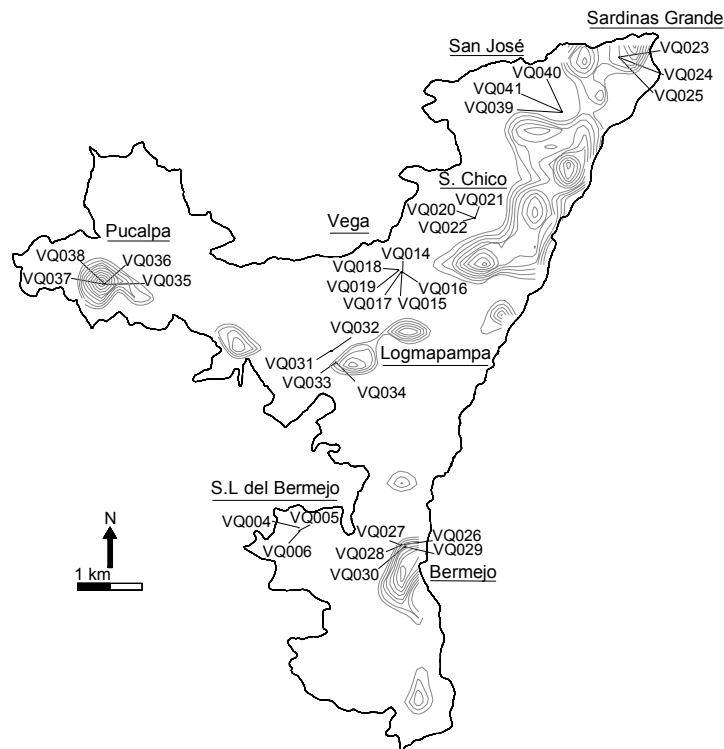 Sardinas Grande
San José
VQ023
VQ040
VQ024
VQ041
VQ025
VQ039
S. Chico
VQ021
VQ020
VQ022
Vega
VQ014
VQ018
VQ019
VQ016
VQ017
VQ015
Pucalpa
VQ038
VQ036
VQ037
VQ035
VQ032
VQ031
Logmapampa
VQ033
VQ034
S.L del Bermejo
VQ004
VQ005
VQ006
VQ027
VQ026
VQ028
VQ029
VQ030
Bermejo
N
1 km